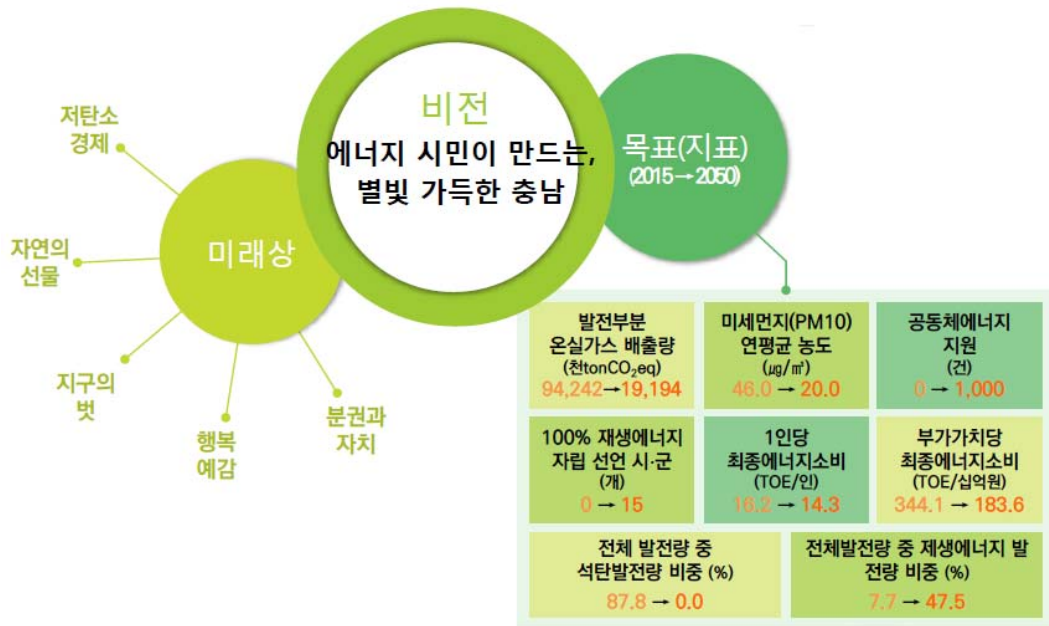 비전
에너지 시민이 만드는,
별빛 가득한 충남
목표(지표)
(2015→2050)
미래상
저탄소
경제
자연의
선물
지구의
벗
행복
예감
분권과
자치
발전부분
온실가스 배출량
(천tonCO₂eq)
94,242→19,194
미세먼지(PM10)
연평균 농도
(㎍/㎥)
46.0 → 20.0
공동체에너지
지원
(건)
0 → 1,000
100% 재생에너지
자립 선언 시·군
(개)
0 → 15
1인당
최종에너지소비
(TOE/인)
16.2 → 14.3
부가가치당
최종에너지소비
(TOE/십억원)
344.1 → 183.6
전체 발전량 중
석탄발전량 비중 (%)
87.8 → 0.0
전체발전량 중 제생에너지 발
전량 비중 (%)
7.7 → 47.5